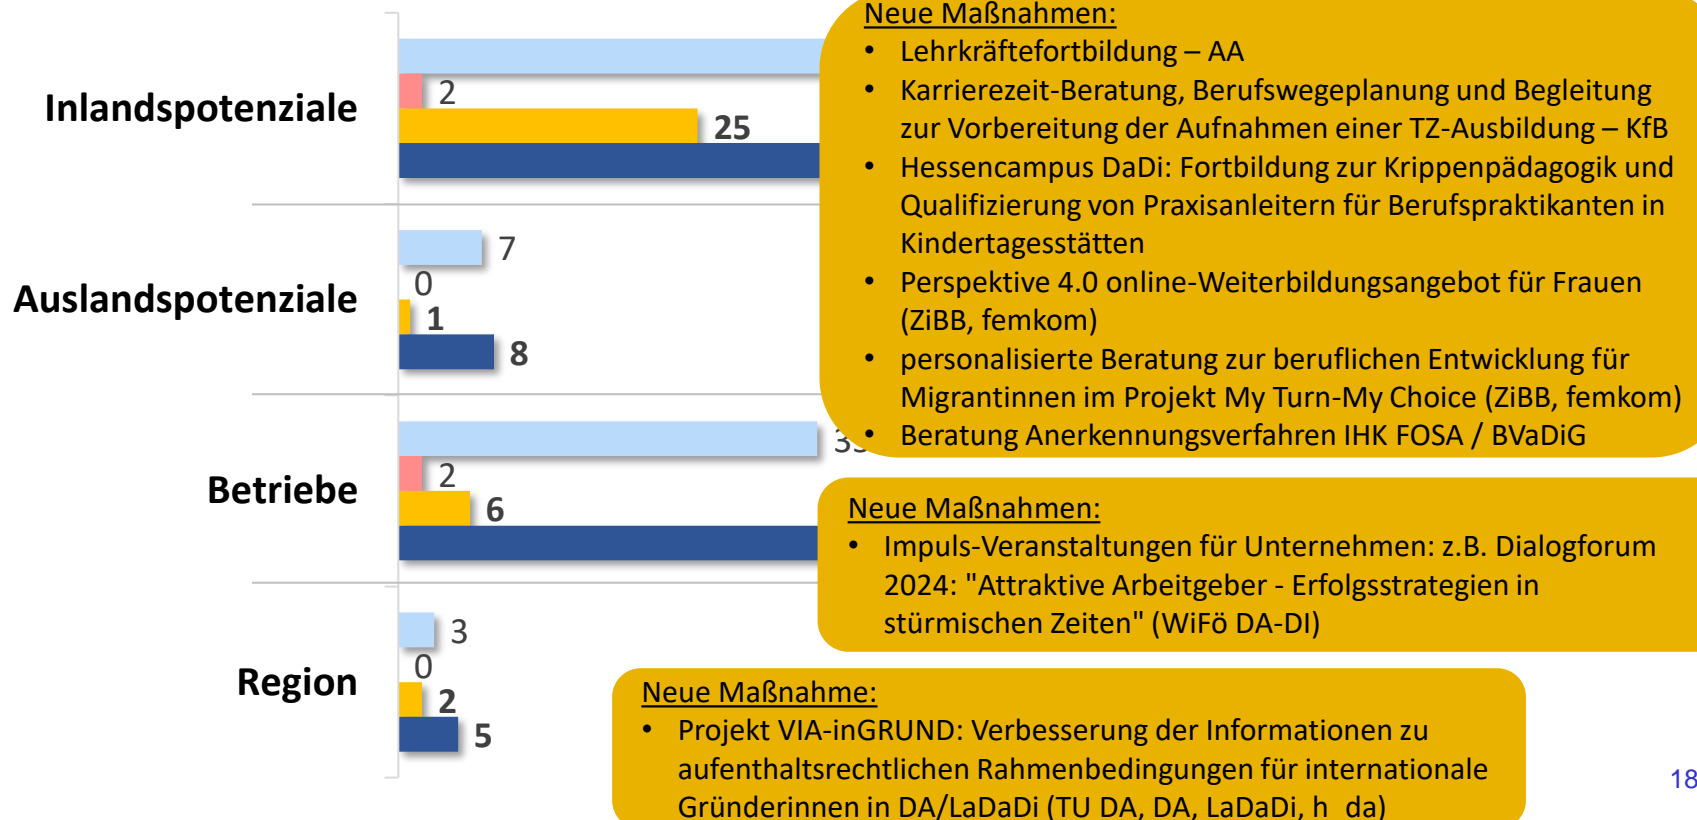 Inlandspotenziale
2
25
Auslandspotenziale
7
0
1
8
Betriebe
2
6
Region
3
0
2
5
Neue Maßnahmen:
• Lehrkräftefortbildung – AA
• Karrierezeit-Beratung, Berufswegeplanung und Begleitung
zur Vorbereitung der Aufnahmen einer TZ-Ausbildung – KfB
• Hessencampus DaDi: Fortbildung zur Krippenpädagogik und
Qualifizierung von Praxisanleitern für Berufspraktikanten in
Kindertagesstätten
• Perspektive 4.0 online-Weiterbildungsangebot für Frauen
(ZiBB, femkom)
• personalisierte Beratung zur beruflichen Entwicklung für
Migrantinnen im Projekt My Turn-My Choice (ZiBB, femkom)
• Beratung Anerkennungsverfahren IHK FOSA / BVaDiG
Neue Maßnahmen:
• Impuls-Veranstaltungen für Unternehmen: z.B. Dialogforum
2024: "Attraktive Arbeitgeber - Erfolgsstrategien in
stürmischen Zeiten" (WiFö DA-DI)
Neue Maßnahme:
• Projekt VIA-inGRUND: Verbesserung der Informationen zu
aufenthaltsrechtlichen Rahmenbedingungen für internationale
Gründerinnen in DA/LaDaDi (TU DA, DA, LaDaDi, h_da)
18